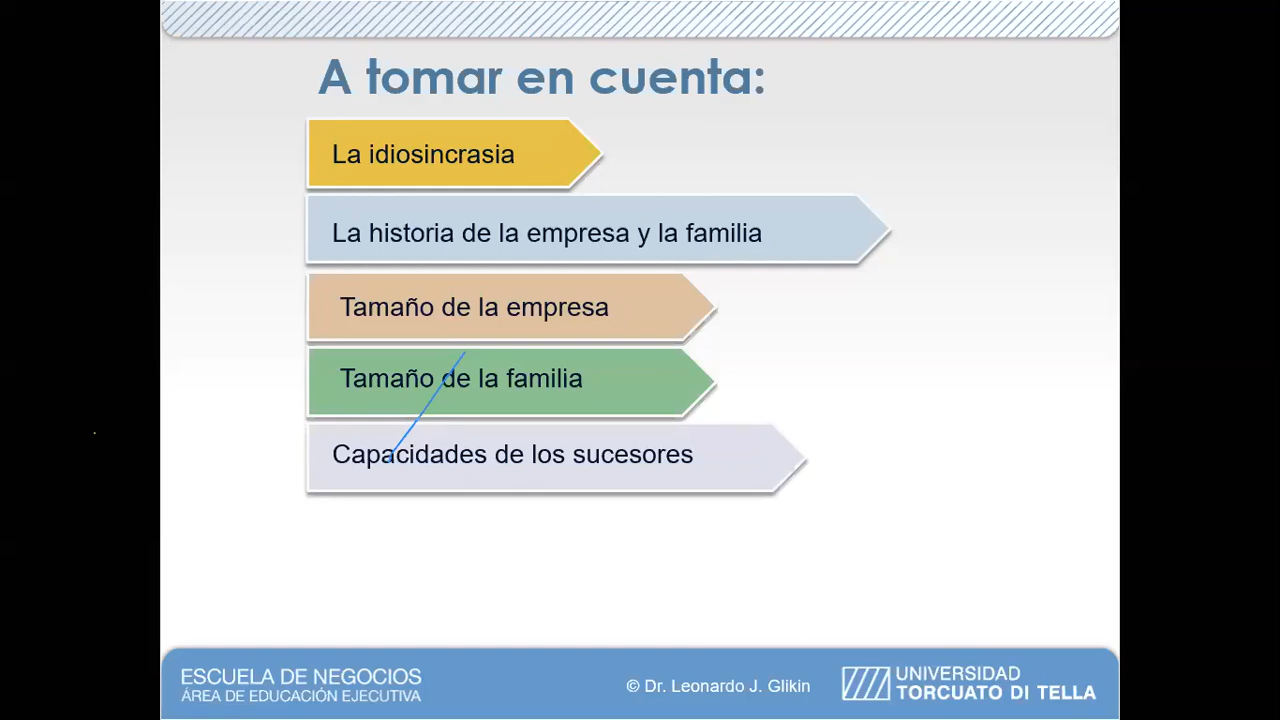 A tomar en cuenta:
La idiosincrasia
La historia de la empresa y la familia
Tamaño de la empresa
Tamaño de la familia
Capacidades de los sucesores
ESCUELA DE NEGOCIOS
ÁREA DE EDUCACIÓN EJECUTIVA
© Dr. Leonardo J. Glikin
UNIVERSIDAD
TORCUATO DI TELLA